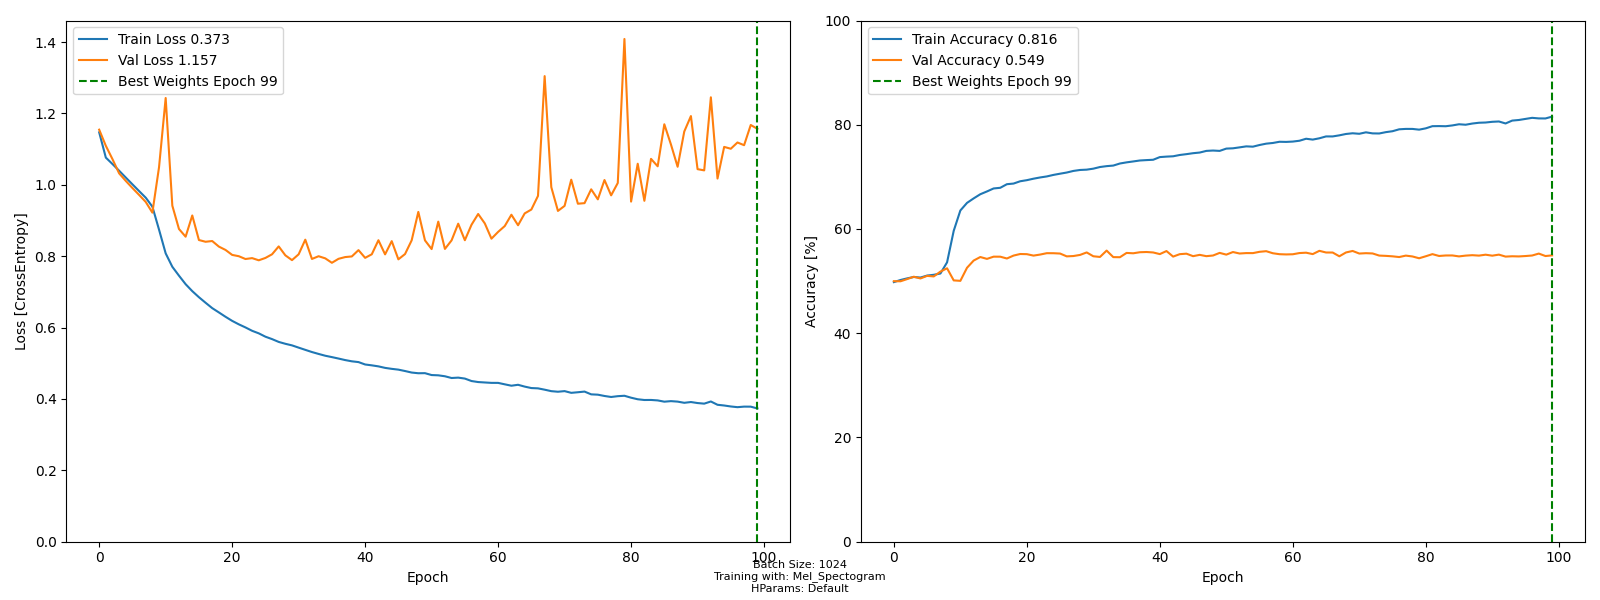 Train Loss 0.373
Val Loss 1.157
Best Weights Epoch 99
1.4
1.2
1.0
0.8
0.6
0.4
0.2
0.0
Loss [CrossEntropy]
0
20
40
60
80
100
Epoch
Train Accuracy 0.816
Val Accuracy 0.549
Best Weights Epoch 99
100
80
60
40
20
0
Accuracy [%]
0
20
40
60
80
100
Epoch
Batch Size: 1024
Training with: Mel_Spectogram
HParams: Default